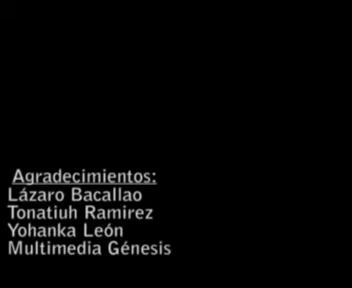 Agradecimientos:
Lázaro Bacallao
Tonatiuh Ramirez
Yohanka León
Multimedia Génesis